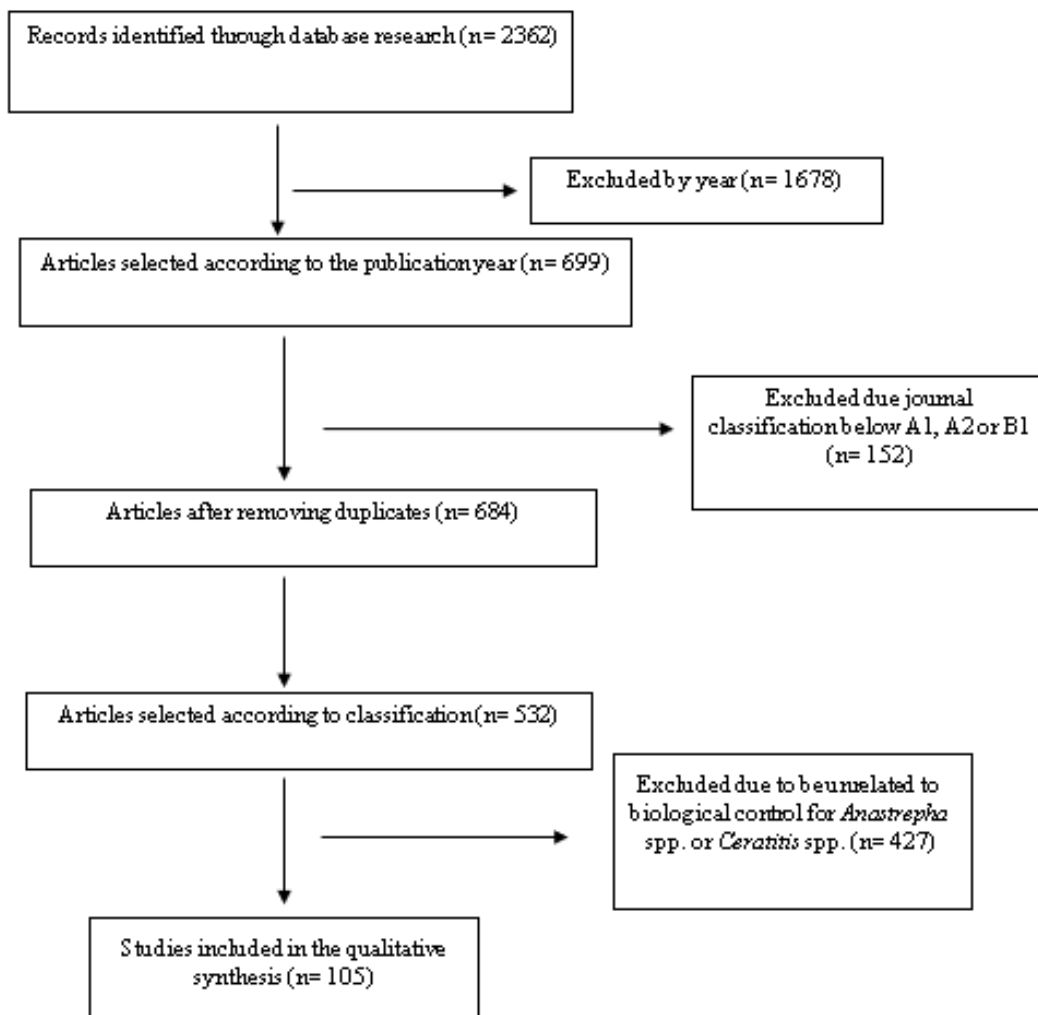 Records identified through database research (n= 2362)
Excluded by year (n= 1678)
Articles selected according to the publication year (n= 699)
Excluded due journal
classification below A1, A2 or B1
(n= 152)
Articles after removing duplicates (n= 684)
Articles selected according to classification (n= 532)
Excluded due to be unrelated to
biological control for Anastrepha
spp. or Ceratitis spp. (n= 427)
Studies included in the qualitative
synthesis (n= 105)